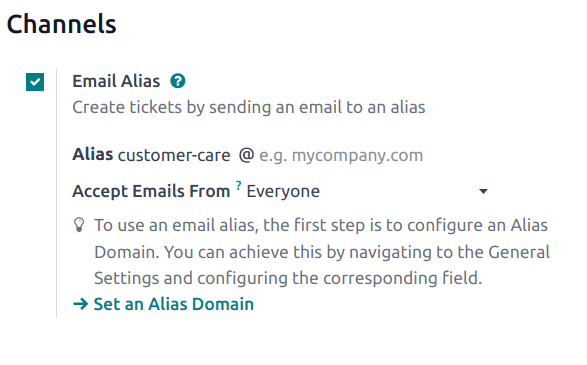 Channels
Email Alias ?
Create tickets by sending an email to an alias
Alias customer-care @ e.g. mycompany.com
Accept Emails From ? Everyone
To use an email alias, the first step is to configure an Alias
Domain. You can achieve this by navigating to the General
Settings and configuring the corresponding field.
→ Set an Alias Domain